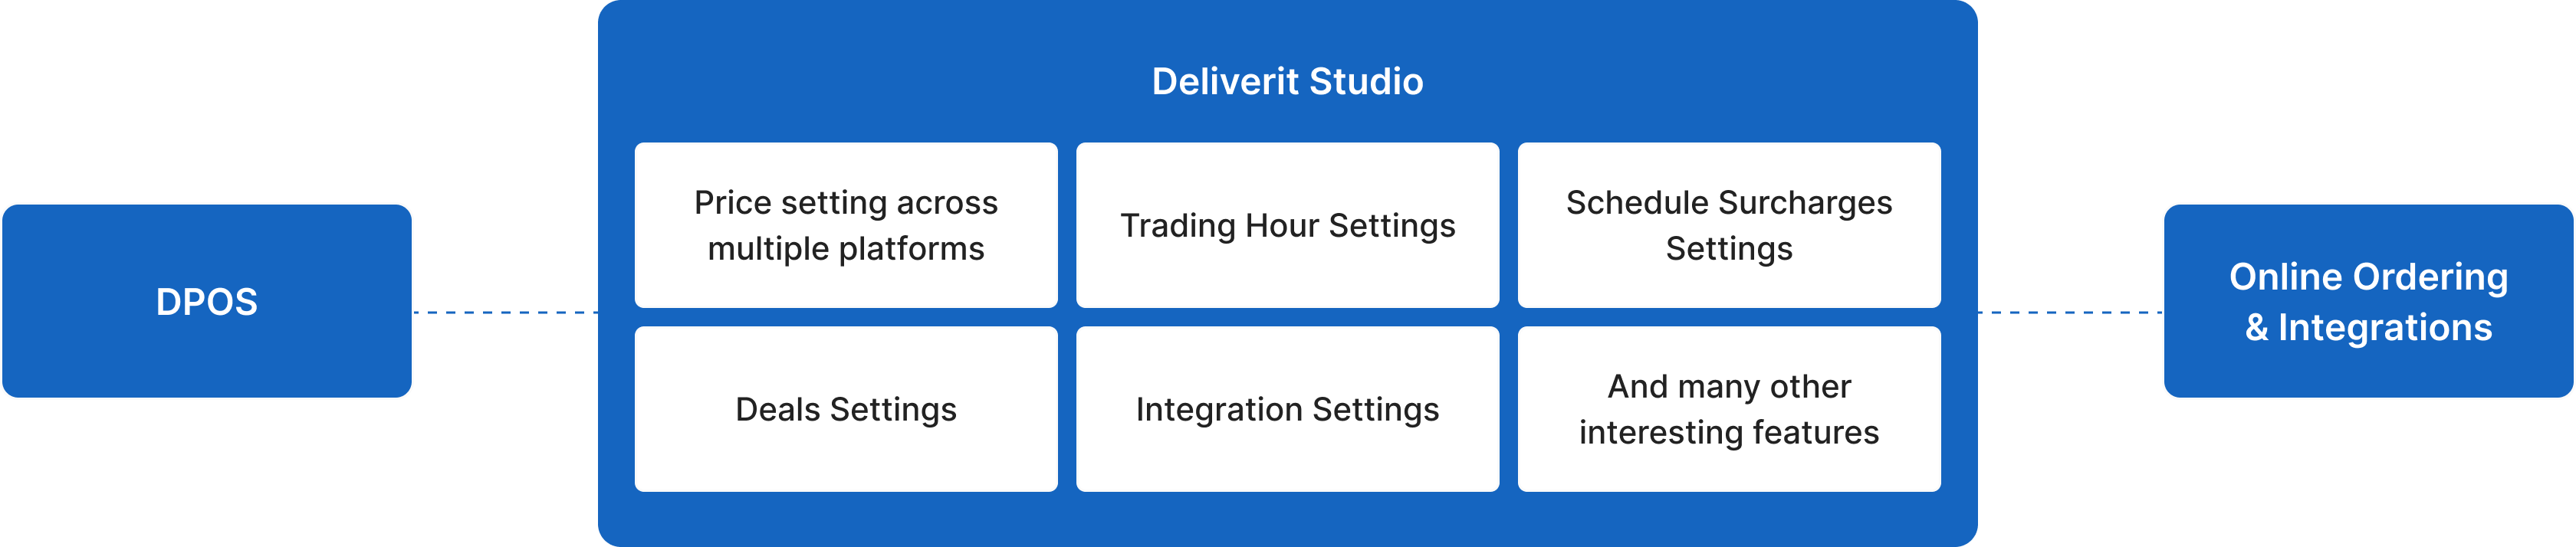 DPOS
Deliverit Studio
Price setting across
multiple platforms
Trading Hour Settings
Schedule Surcharges
Settings
Deals Settings
Integration Settings
And many other
interesting features
Online Ordering
& Integrations